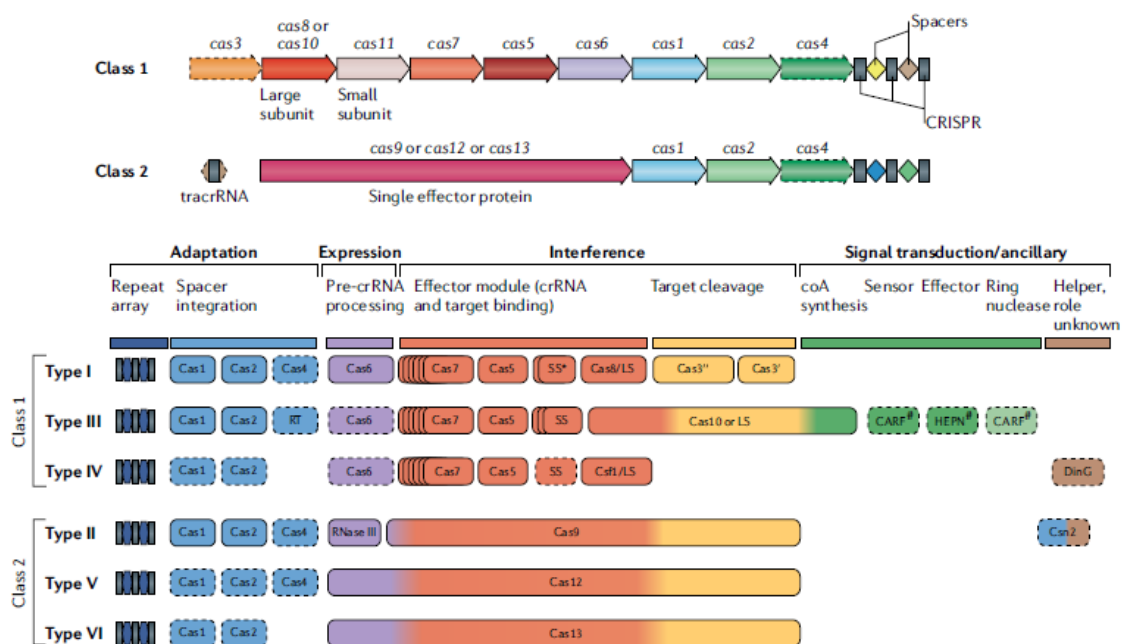 Spacers
cas8 or
cas3 cas10 cas11 cas7 cas5 cas6 cas1 cas2 cas4
Class 1
Large Small
subunit subunit
CRISPR
cas9 or cas12 or cas13 cas1 cas2 cas4
Class 2
tracrRNA Single effector protein
Adaptation Expression Interference Signal transduction/ancillary
Repeat Spacer Pre-crRNA Effector module (crRNA Target cleavage coA Sensor Effector Ring Helper,
array integration processing and target binding) synthesis nuclease role
unknown
Class 1
Type I Cas1 Cas2 Cas4 Cas6 Cas7 Cas5 SS* Cas8/LS Cas3'' Cas3'
Type III Cas1 Cas2 RT Cas6 Cas7 Cas5 SS Cas10 or LS CARF# HEPN# CARF#
Type IV Cas1 Cas2 Cas6 Cas7 Cas5 SS Csf1/LS DinG
Class 2
Type II Cas1 Cas2 Cas4 RNase III Cas9 Csn2
Type V Cas1 Cas2 Cas4 Cas12
Type VI Cas1 Cas2 Cas13